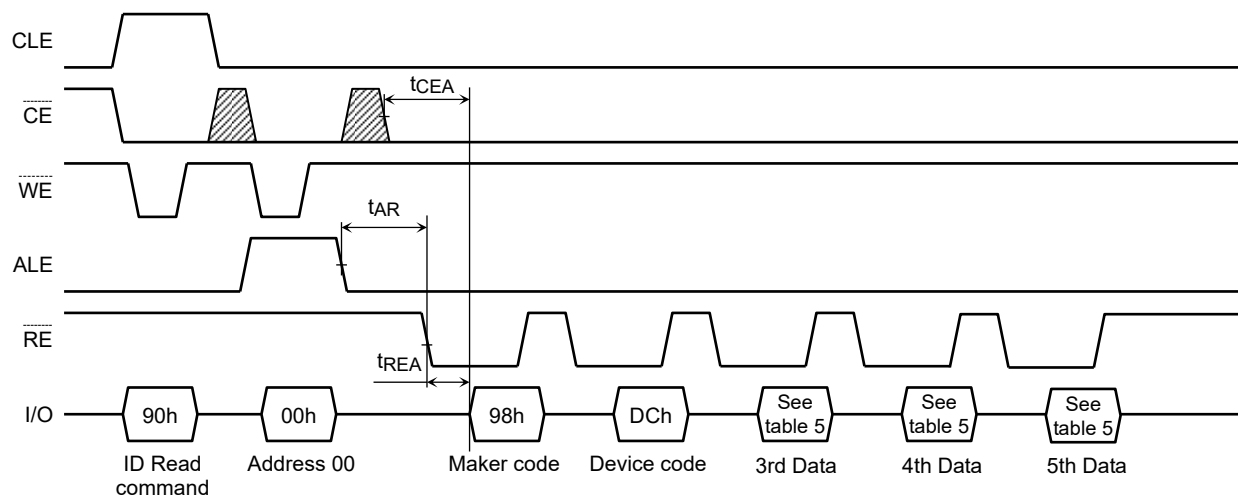 CLE
tCEA
CE
WE
tAR
ALE
RE
tREA
I/O
90h
00h
98h
DCh
See
table 5
See
table 5
See
table 5
ID Read
command
Address 00
Maker code
Device code
3rd Data
4th Data
5th Data